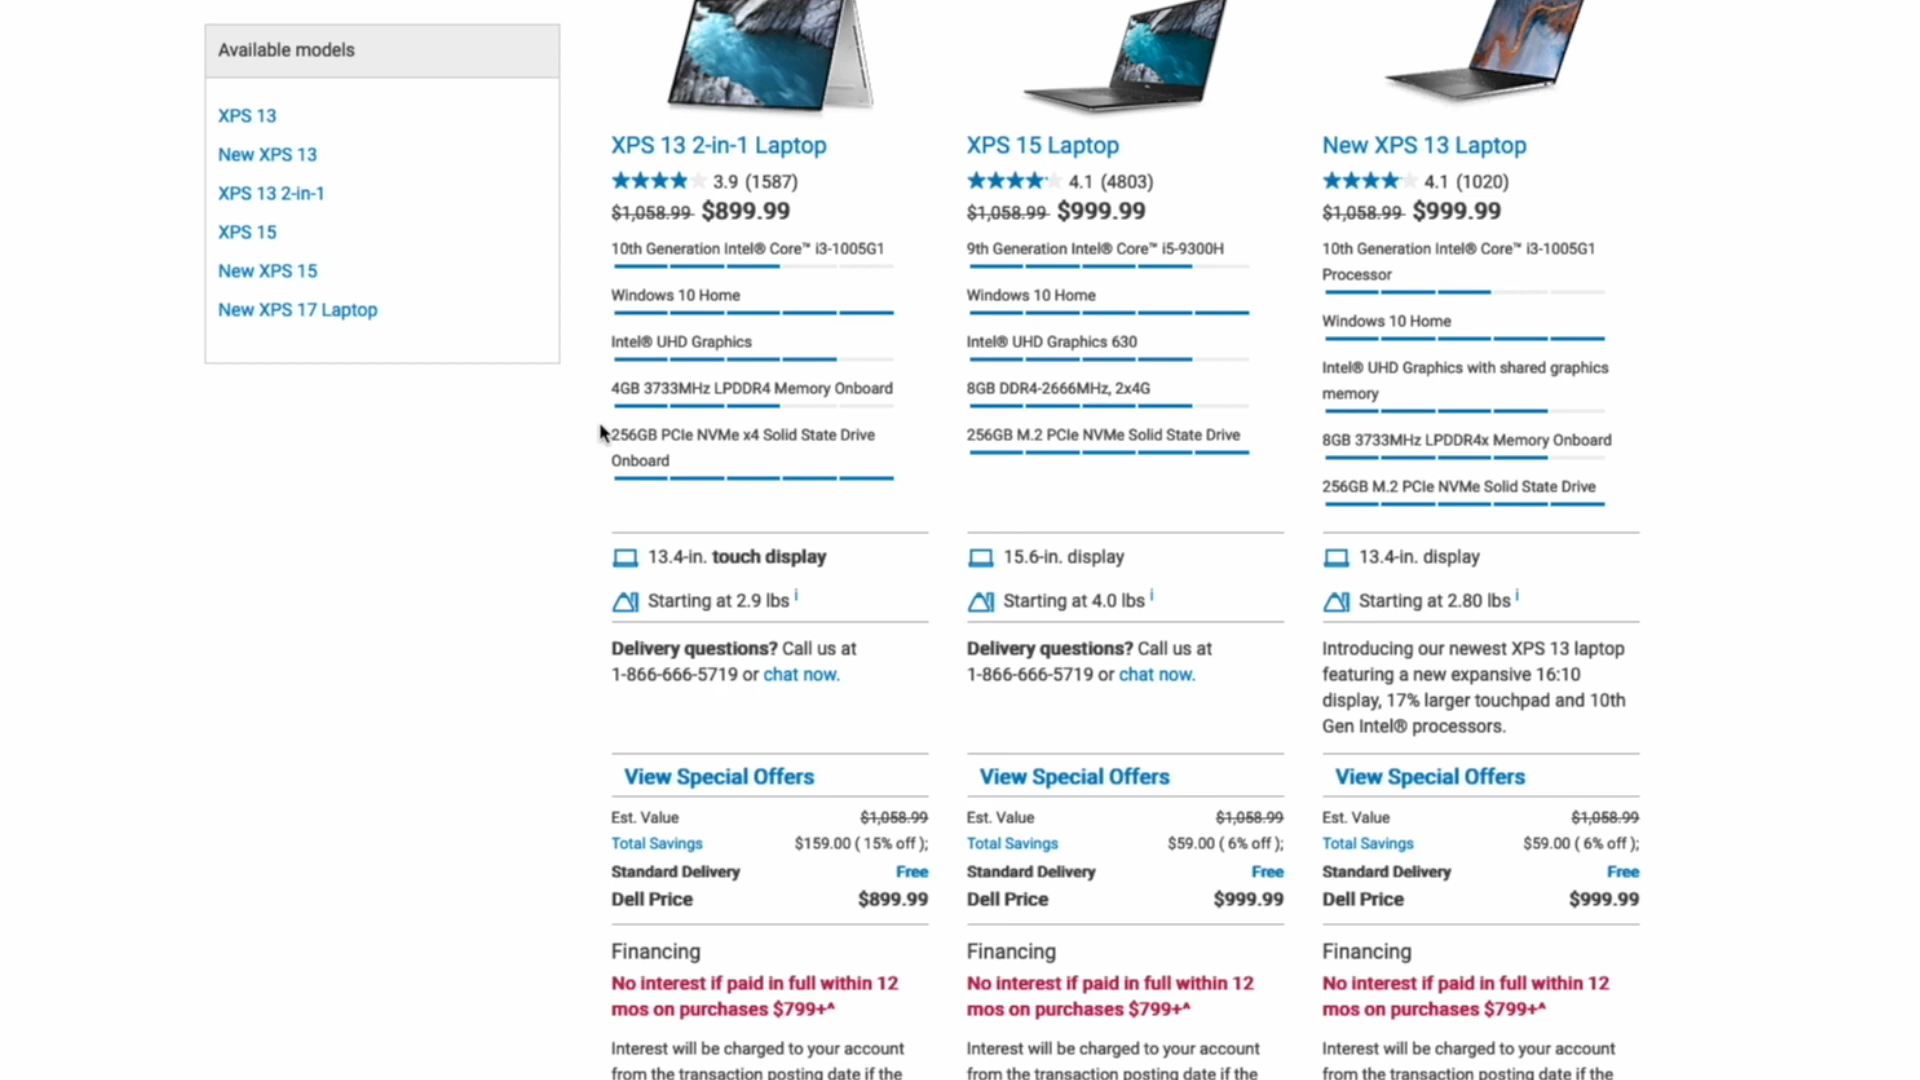 Available models
XPS 13
New XPS 13
XPS 13 2-in-1
XPS 15
New XPS 15
New XPS 17 Laptop
XPS 13 2-in-1 Laptop
3.9 (1587)
$1,058.99 $899.99
10th Generation Intel® Core™ i3-1005G1
Windows 10 Home
Intel® UHD Graphics
4GB 3733MHz LPDDR4 Memory Onboard
256GB PCIe NVMe x4 Solid State Drive
Onboard
13.4-in. touch display
Starting at 2.9 lbs i
Delivery questions? Call us at
1-866-666-5719 or chat now.
View Special Offers
Est. Value $1,058.99
Total Savings $159.00 ( 15% off );
Standard Delivery Free
Dell Price $899.99
Financing
No interest if paid in full within 12
mos on purchases $799+^
Interest will be charged to your account
from the transaction posting date if the
XPS 15 Laptop
4.1 (4803)
$1,058.99 $999.99
9th Generation Intel® Core™ i5-9300H
Windows 10 Home
Intel® UHD Graphics 630
8GB DDR4-2666MHz, 2x4G
256GB M.2 PCIe NVMe Solid State Drive
15.6-in. display
Starting at 4.0 lbs i
Delivery questions? Call us at
1-866-666-5719 or chat now.
View Special Offers
Est. Value $1,058.99
Total Savings $59.00 ( 6% off );
Standard Delivery Free
Dell Price $999.99
Financing
No interest if paid in full within 12
mos on purchases $799+^
Interest will be charged to your account
from the transaction posting date if the
New XPS 13 Laptop
4.1 (1020)
$1,058.99 $999.99
10th Generation Intel® Core™ i3-1005G1
Processor
Windows 10 Home
Intel® UHD Graphics with shared graphics
memory
8GB 3733MHz LPDDR4x Memory Onboard
256GB M.2 PCIe NVMe Solid State Drive
13.4-in. display
Starting at 2.80 lbs i
Introducing our newest XPS 13 laptop
featuring a new expansive 16:10
display, 17% larger touchpad and 10th
Gen Intel® processors.
View Special Offers
Est. Value $1,058.99
Total Savings $59.00 ( 6% off );
Standard Delivery Free
Dell Price $999.99
Financing
No interest if paid in full within 12
mos on purchases $799+^
Interest will be charged to your account
from the transaction posting date if the